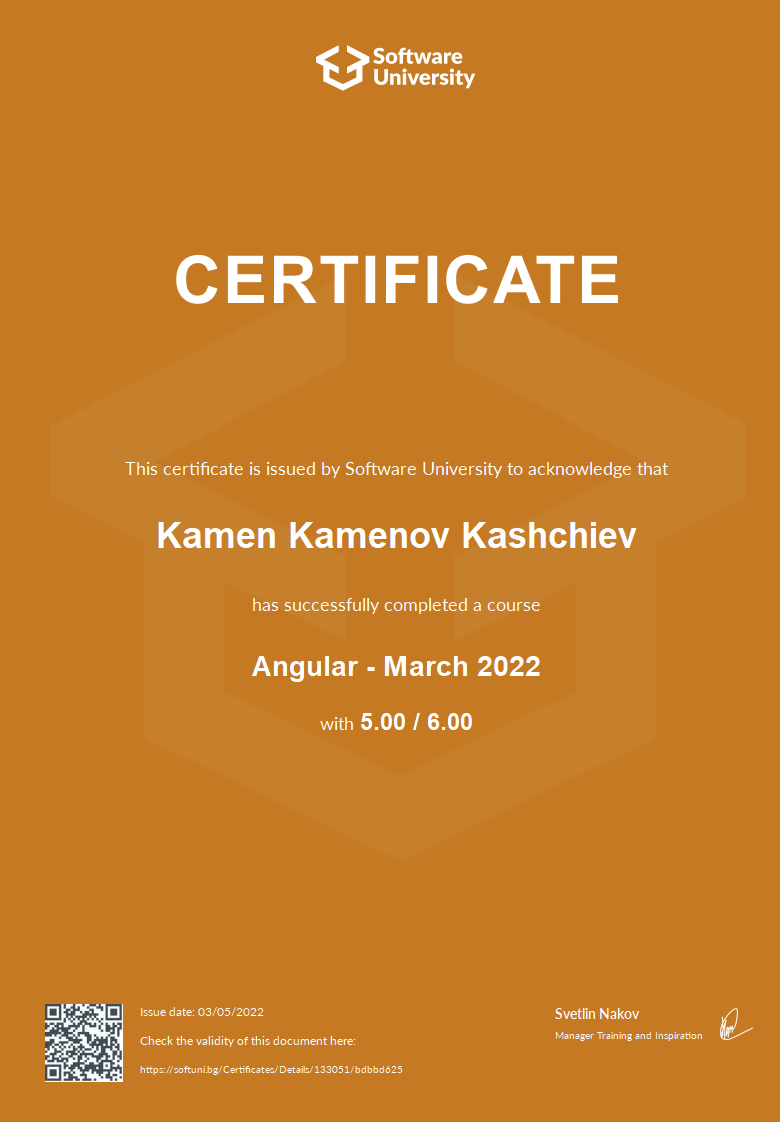 Software
University
CERTIFICATE
This certificate is issued by Software University to acknowledge that
Kamen Kamenov Kashchiev
has successfully completed a course
Angular - March 2022
with 5.00 / 6.00
Issue date: 03/05/2022
Check the validity of this document here:
https://softuni.bg/Certificates/Details/133051/bdbbd625
Svetlin Nakov
Manager Training and Inspiration